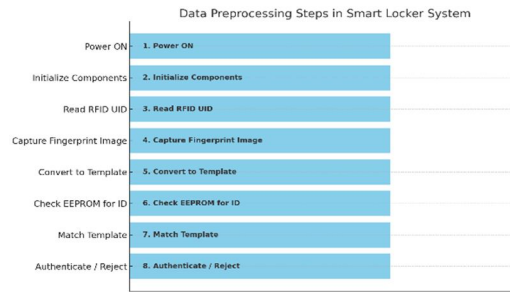 Data Preprocessing Steps in Smart Locker System
Power ON 1. Power ON
Initialize Components 2. Initialize Components
Read RFID UID 3. Read RFID UID
Capture Fingerprint Image 4. Capture Fingerprint Image
Convert to Template 5. Convert to Template
Check EEPROM for ID 6. Check EEPROM for ID
Match Template 7. Match Template
Authenticate / Reject 8. Authenticate / Reject